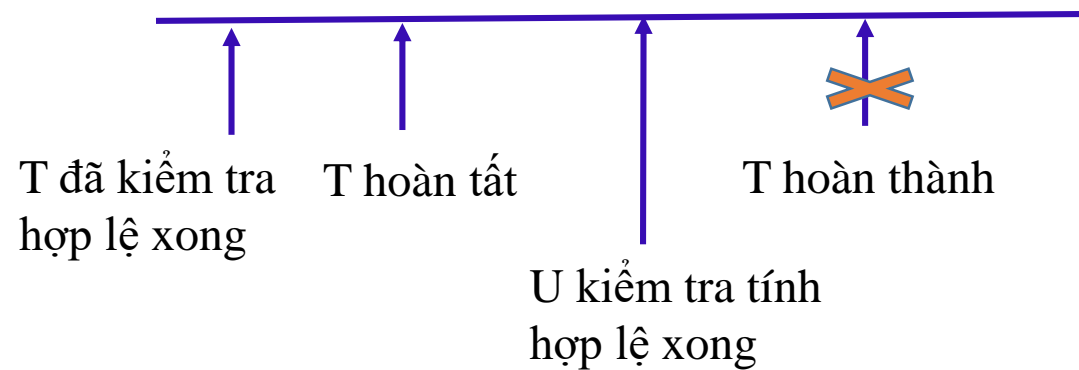 T đã kiểm tra
hợp lệ xong
T hoàn tất
U kiểm tra tính
hợp lệ xong
T hoàn thành